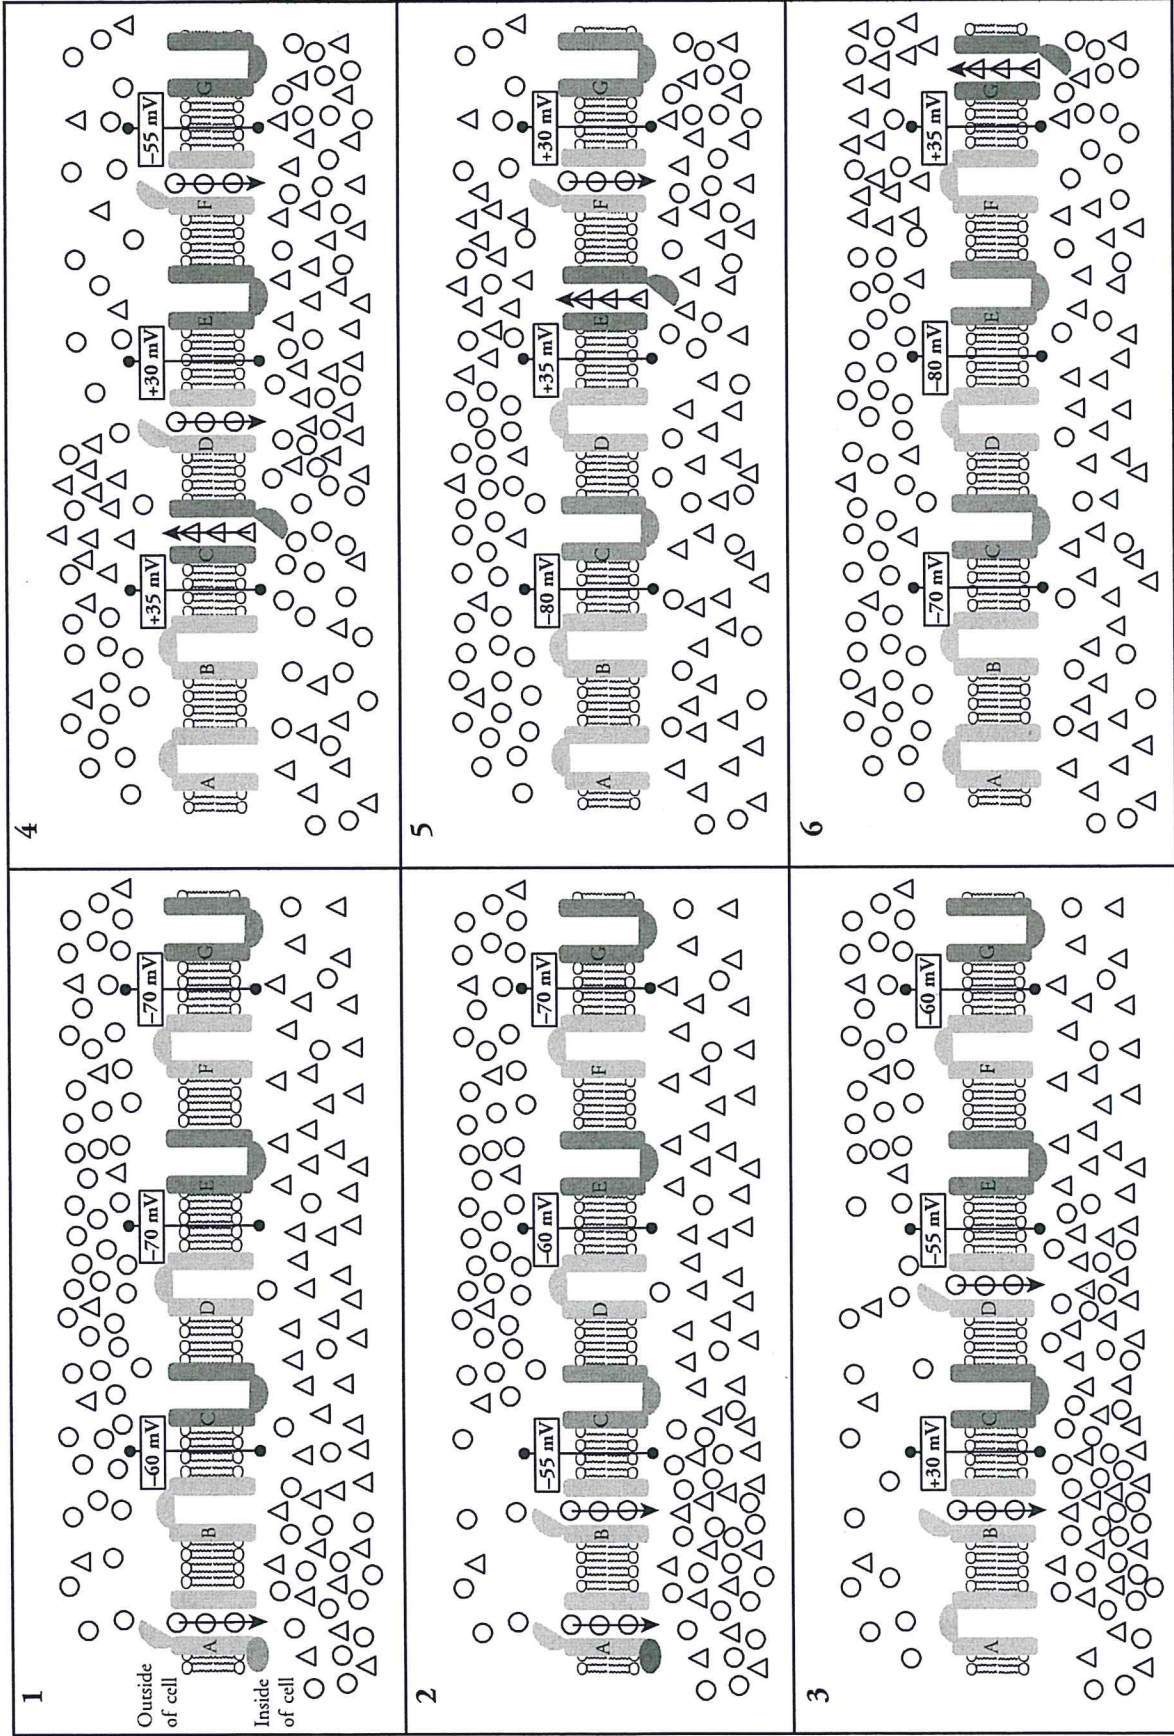 1
Outside
of cell
Inside
of cell
–60 mV
–70 mV
–70 mV
A
B
C
D
E
F
G
2
–55 mV
–60 mV
–70 mV
A
B
C
D
E
F
G
3
+30 mV
–55 mV
–60 mV
A
B
C
D
E
F
G
4
+35 mV
+30 mV
–55 mV
A
B
C
D
E
F
G
5
–80 mV
+35 mV
+30 mV
A
B
C
D
E
F
G
6
–70 mV
–80 mV
+35 mV
A
B
C
D
E
F
G